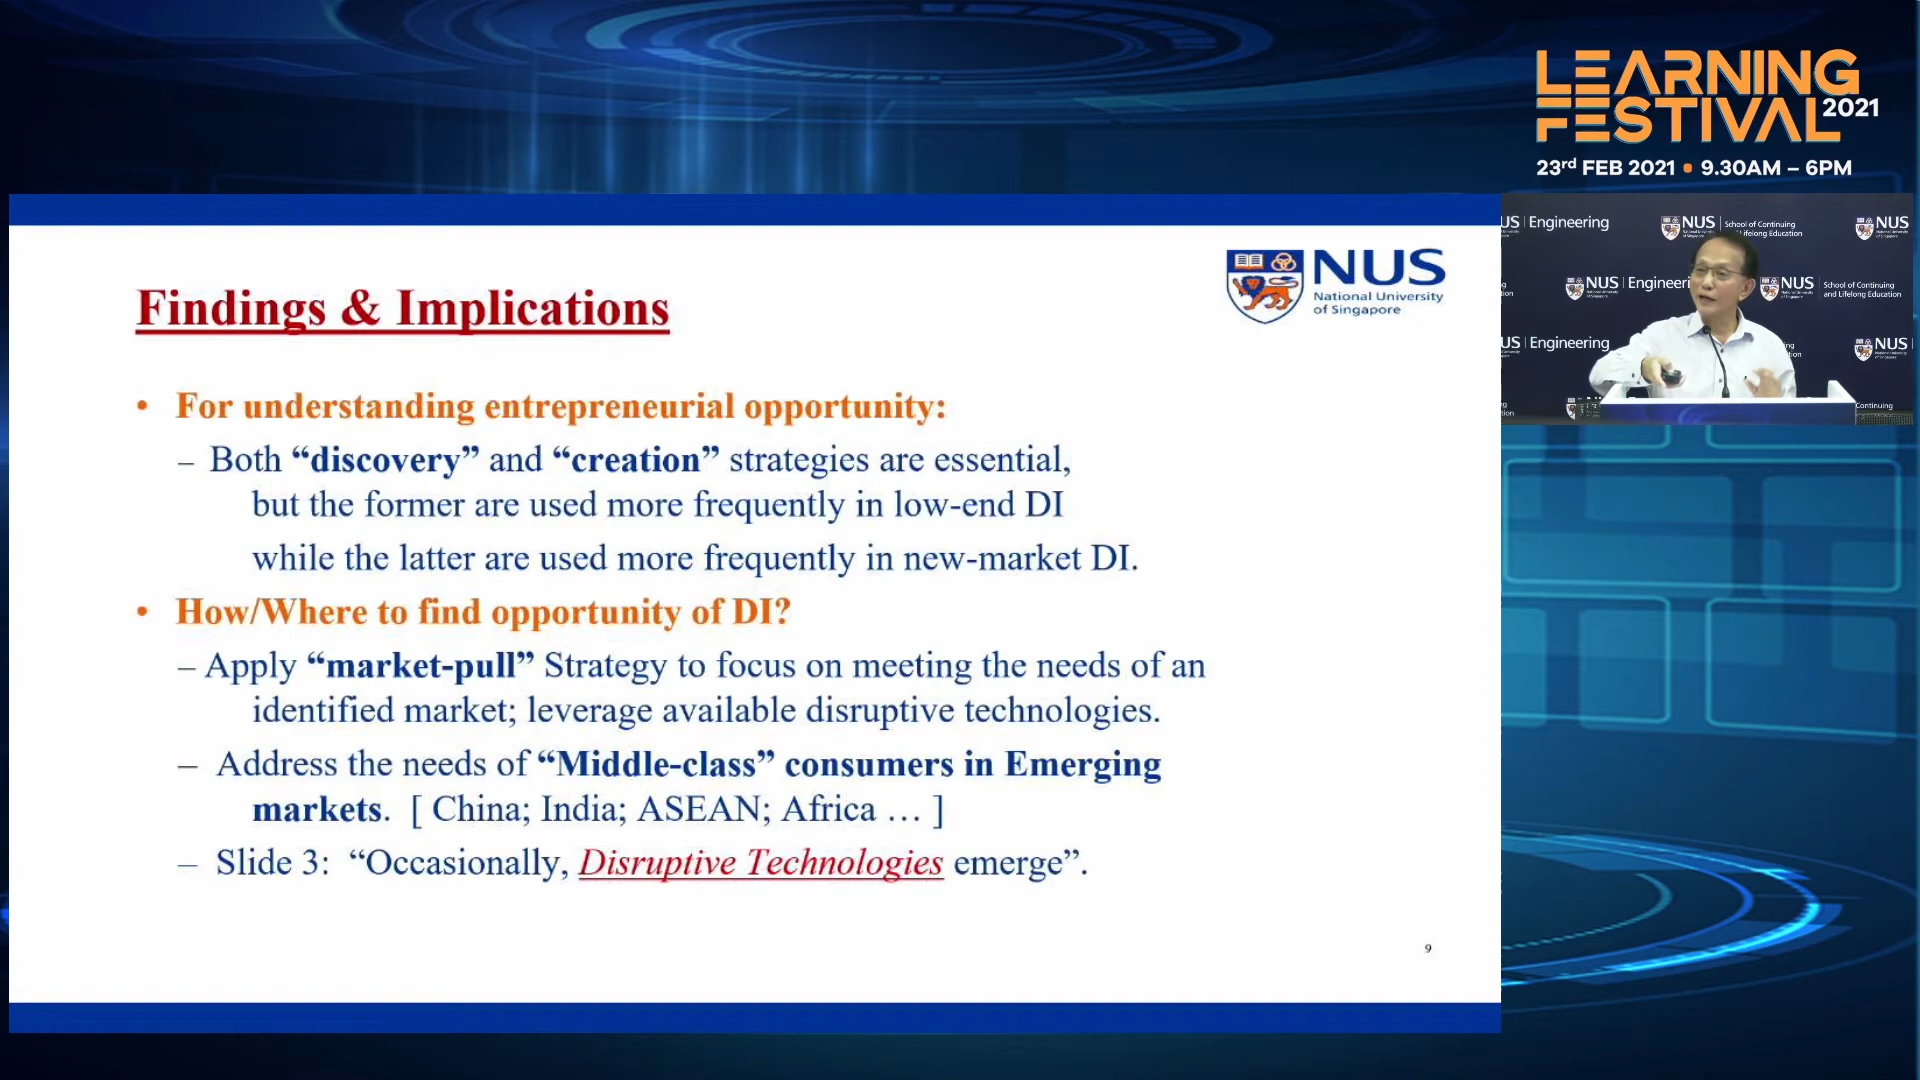 LEARNING
FESTIVAL 2021
23rd FEB 2021 • 9.30AM – 6PM
NUS
National University
of Singapore
Findings & Implications
• For understanding entrepreneurial opportunity:
– Both “discovery” and “creation” strategies are essential,
but the former are used more frequently in low-end DI
while the latter are used more frequently in new-market DI.
• How/Where to find opportunity of DI?
– Apply “market-pull” Strategy to focus on meeting the needs of an
identified market; leverage available disruptive technologies.
– Address the needs of “Middle-class” consumers in Emerging
markets. [ China; India; ASEAN; Africa … ]
– Slide 3: “Occasionally, Disruptive Technologies emerge”.
9
US | Engineering
NUS | School of Continuing
Lifelong Education
NUS
NUS | Engineeri
NUS | School of Continuing
and Lifelong Education
US | Engineering
NUS
Continuing